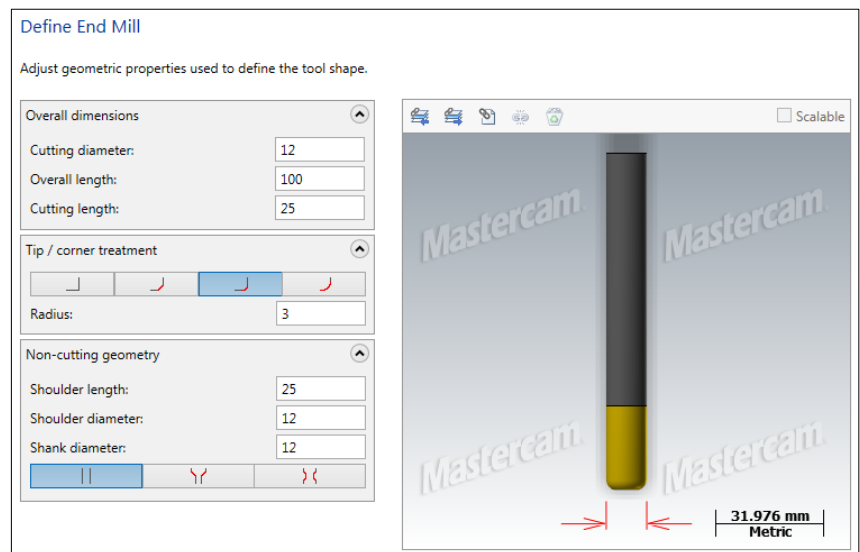 Define End Mill
Adjust geometric properties used to define the tool shape.
Overall dimensions
Cutting diameter: 12
Overall length: 100
Cutting length: 25
Tip / corner treatment
Radius: 3
Non-cutting geometry
Shoulder length: 25
Shoulder diameter: 12
Shank diameter: 12
Scalable
Mastercam.
Mastercam.
Mastercam.
Mastercam.
31.976 mm
Metric